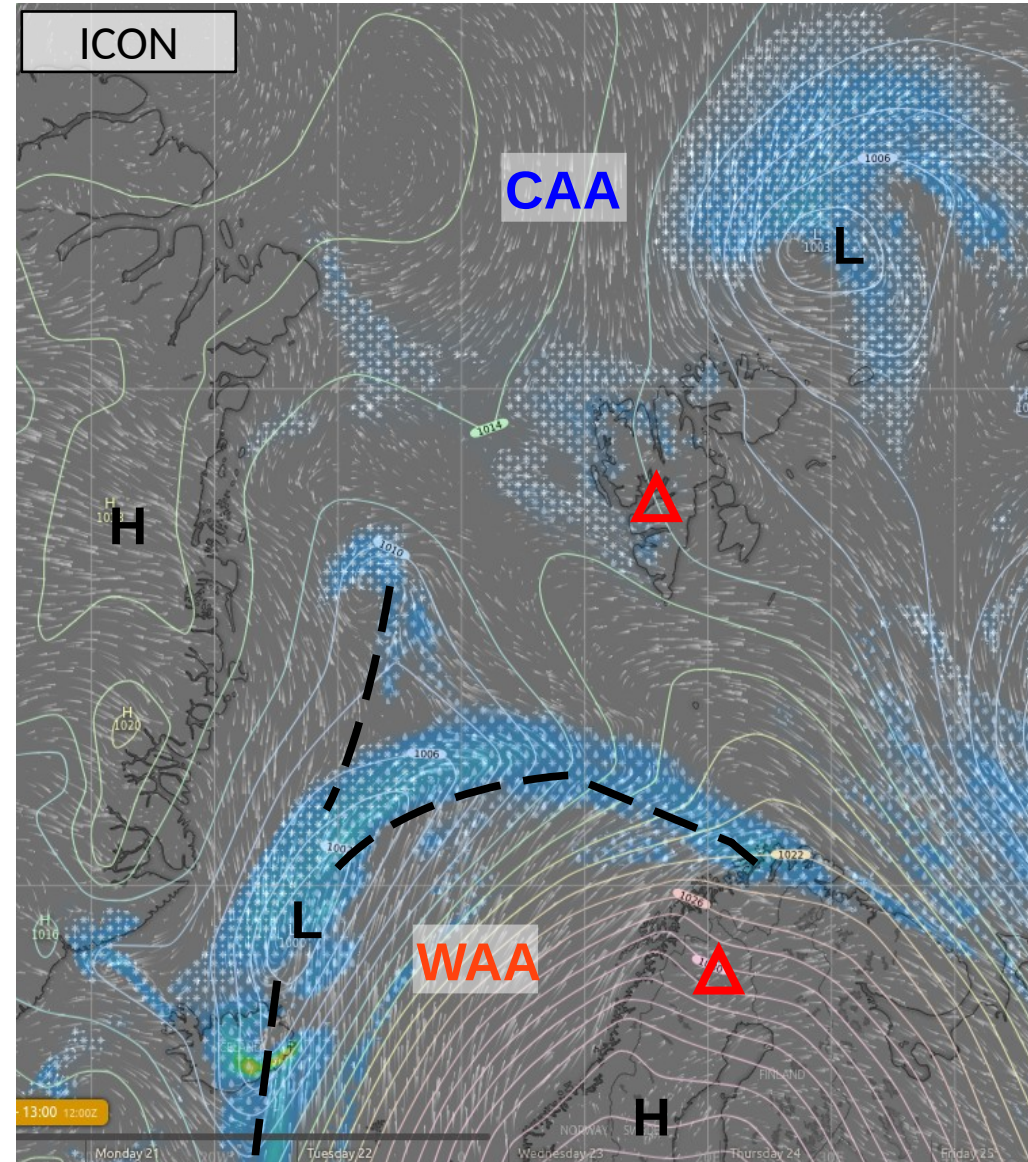 ICON
1006
CAA
L
L
1003
1014
H
H
1010
H
1020
1006
1022
1026
H
1016
L
WAA
FINLAND
H
NORWAY
13:00 12:00Z
Monday 21
Tuesday 22
Wednesday 23
Thursday 24
Friday 25